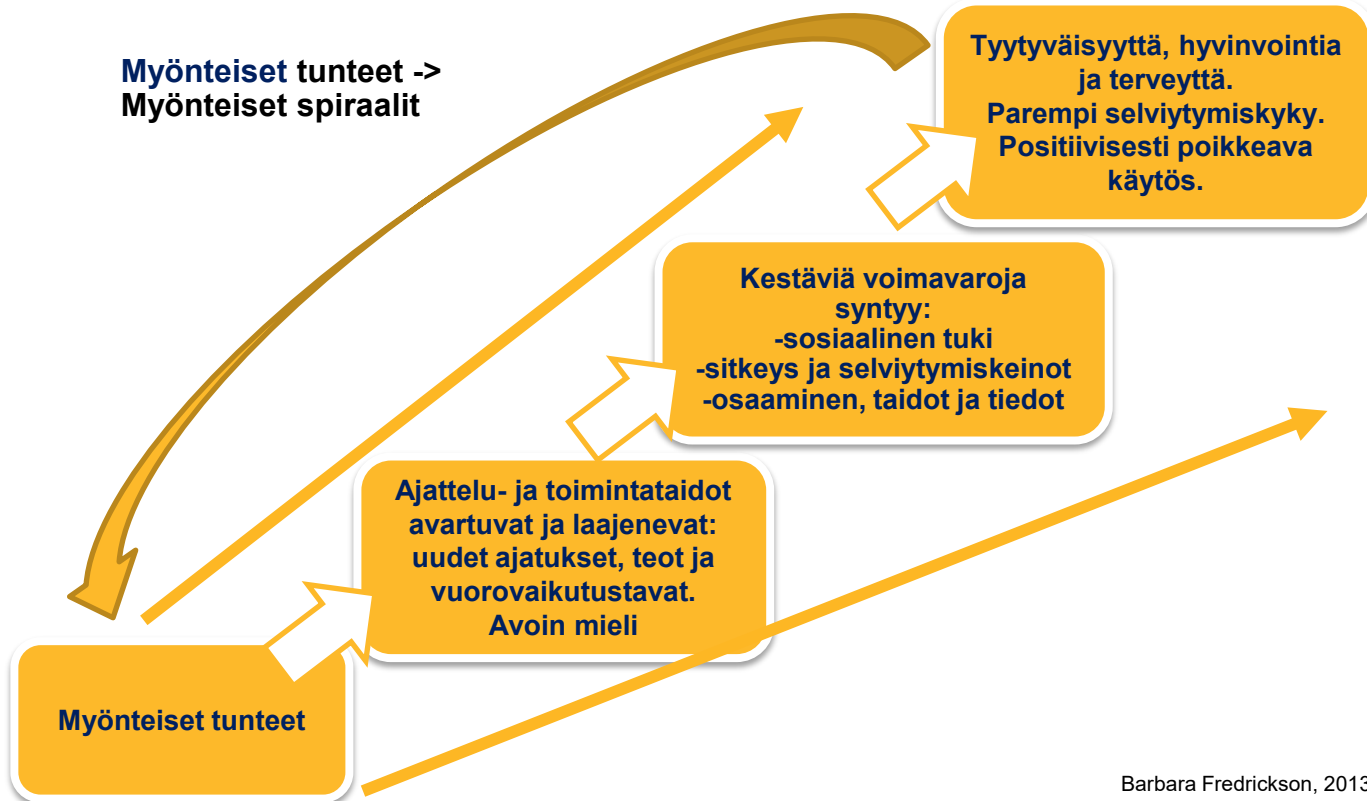 Myönteiset tunteet ->
Myönteiset spiraalit
Tyytyväisyyttä, hyvinvointia
ja terveyttä.
Parempi selviytymiskyky.
Positiivisesti poikkeava
käytös.
Kestäviä voimavaroja
syntyy:
-sosiaalinen tuki
-sitkeys ja selviytymiskeinot
-osaaminen, taidot ja tiedot
Ajattelu- ja toimintataidot
avartuvat ja laajenevat:
uudet ajatukset, teot ja
vuorovaikutustavat.
Avoin mieli
Myönteiset tunteet
Barbara Fredrickson, 2013